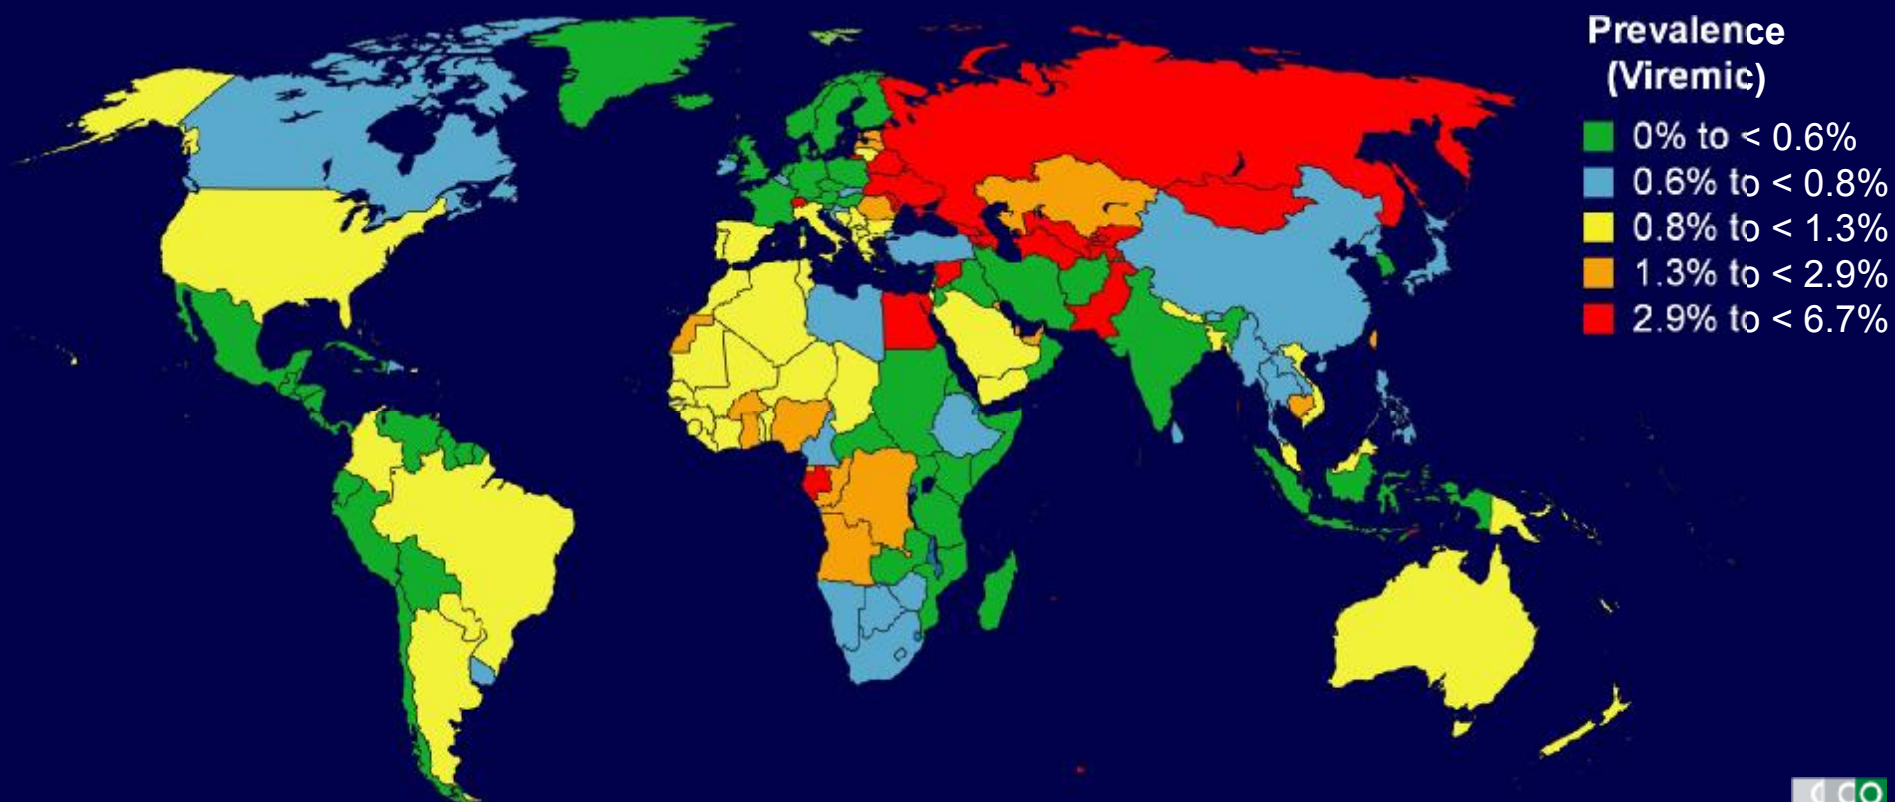 Prevalence
(Viremic)
0% to < 0.6%
0.6% to < 0.8%
0.8% to < 1.3%
1.3% to < 2.9%
2.9% to < 6.7%